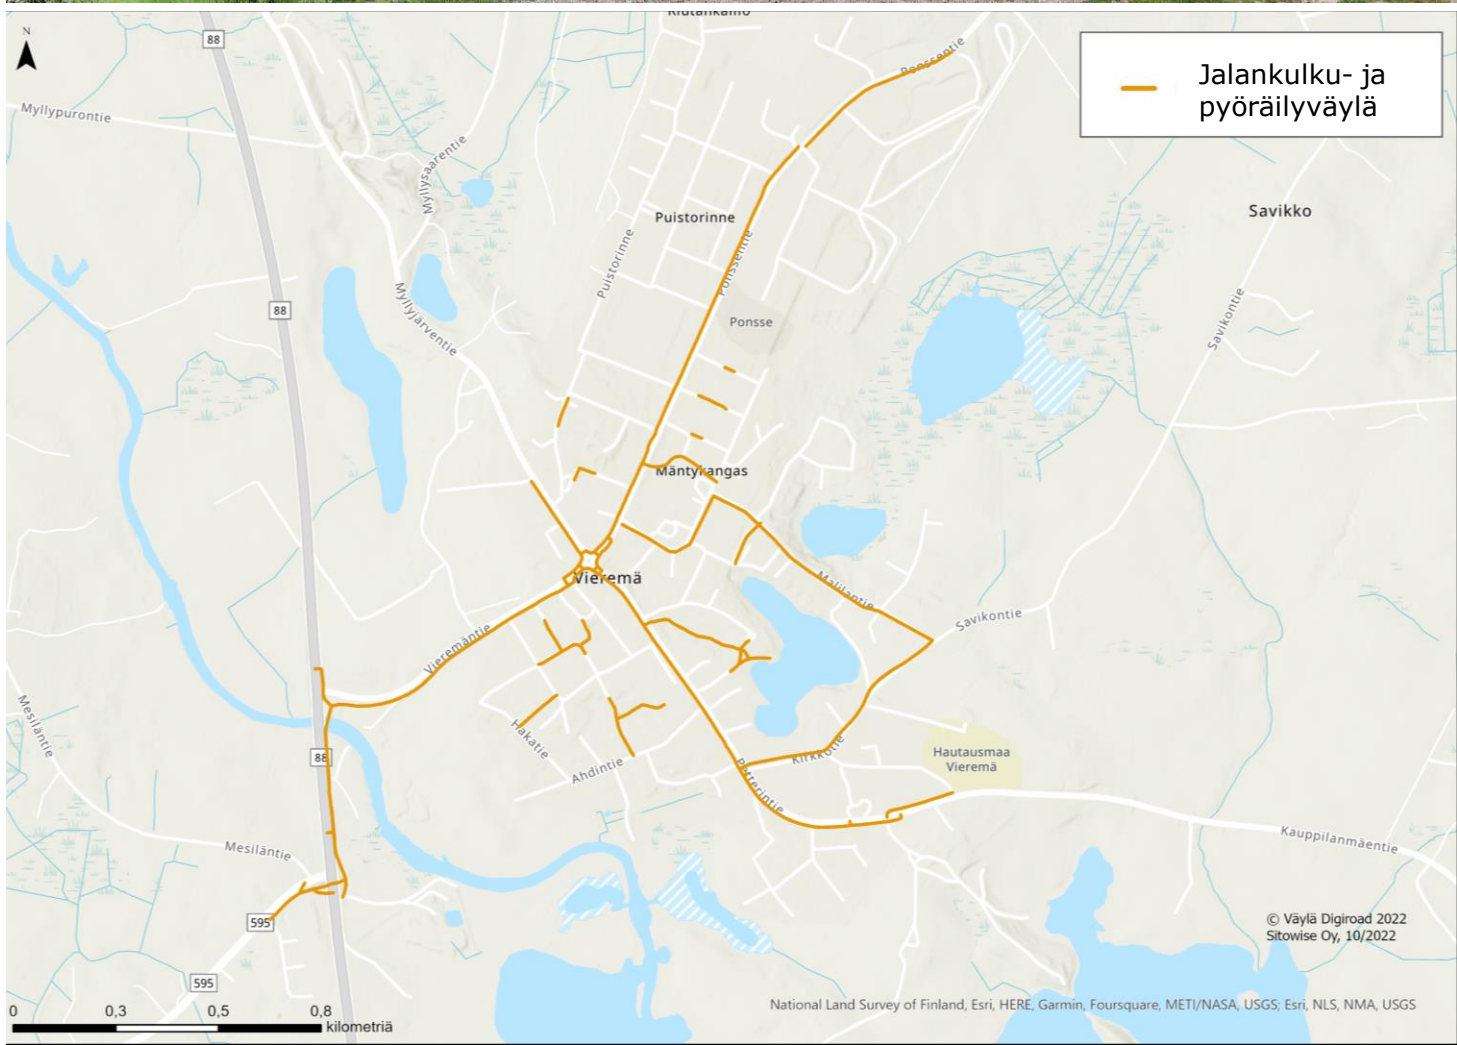 Riutankallio
N
88
Ponssentie
Jalankulku- ja
pyöräilyväylä
Myllypurontie
Myllysaarentie
Puistorinne
Savikko
Puistorinne
Ponssentie
88
Myllyjärventie
Ponsse
Savikontie
Mäntykangas
Vieremä
Malilantie
Savikontie
Vieremäntie
Mesiläntie
Hakatie
Kirkkotie
Hautausmaa
Vieremä
88
Ahdintie
Petterintie
Kauppilanmäentie
Mesiläntie
595
© Väylä Digiroad 2022
Sitowise Oy, 10/2022
595
0 0,3 0,5 0,8
kilometriä
National Land Survey of Finland, Esri, HERE, Garmin, Foursquare, METI/NASA, USGS; Esri, NLS, NMA, USGS